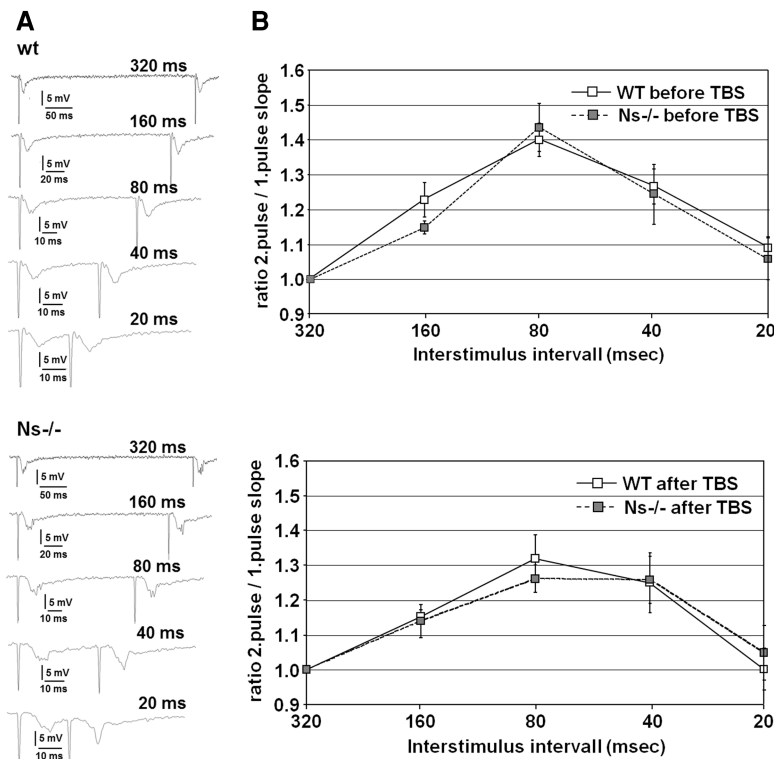 A
wt
320 ms
5 mV
50 ms
160 ms
5 mV
20 ms
80 ms
5 mV
10 ms
40 ms
5 mV
10 ms
20 ms
5 mV
10 ms
Ns-/-
320 ms
5 mV
50 ms
160 ms
5 mV
20 ms
80 ms
5 mV
10 ms
40 ms
5 mV
10 ms
20 ms
5 mV
10 ms
B
ratio 2.pulse / 1.pulse slope
1.6
1.5
1.4
1.3
1.2
1.1
1.0
0.9
WT before TBS
Ns-/- before TBS
320 160 80 40 20
Interstimulus intervall (msec)
ratio 2.pulse / 1.pulse slope
1.6
1.5
1.4
1.3
1.2
1.1
1.0
0.9
WT after TBS
Ns-/- after TBS
320 160 80 40 20
Interstimulus intervall (msec)